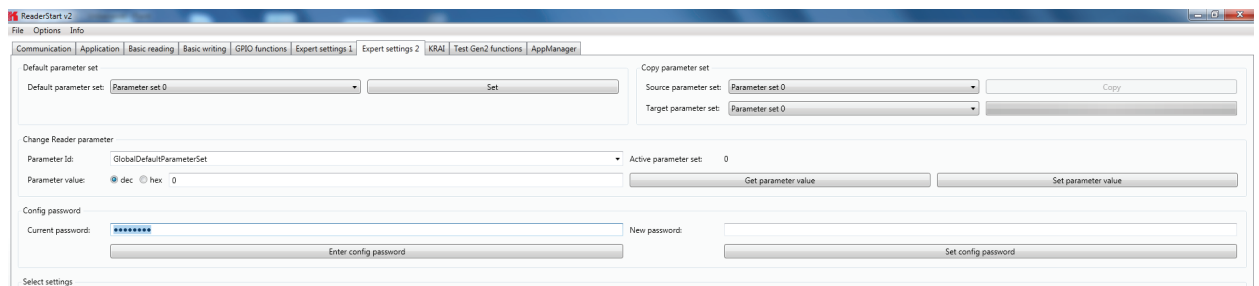 ReaderStart v2
File Options Info
Communication Application Basic reading Basic writing GPIO functions Expert settings 1 Expert settings 2 KRAI Test Gen2 functions AppManager
Default parameter set
Default parameter set: Parameter set 0 Set
Copy parameter set
Source parameter set: Parameter set 0 Copy
Target parameter set: Parameter set 0
Change Reader parameter
Parameter Id: GlobalDefaultParameterSet Active parameter set: 0
Parameter value: dec hex 0 Get parameter value Set parameter value
Config password
Current password: •••••••• New password:
Enter config password Set config password
Select settings